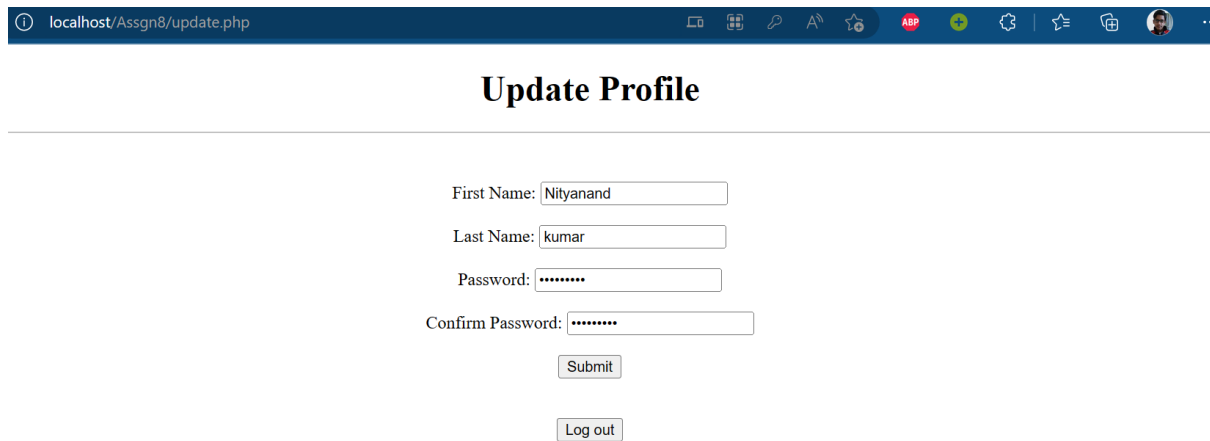 localhost/Assgn8/update.php
ABP
Update Profile
First Name: Nityanand
Last Name: kumar
Password: •••••••••
Confirm Password: •••••••••
Submit
Log out